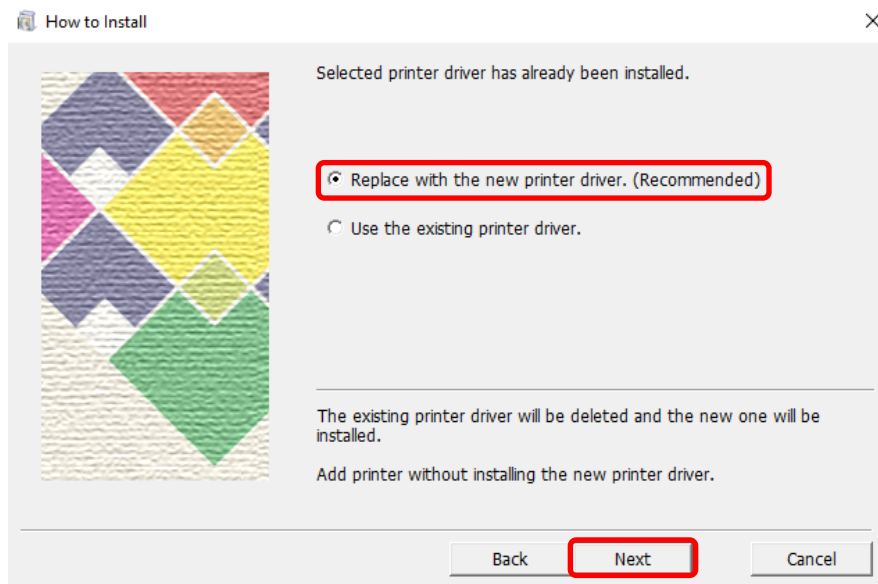 How to Install
Selected printer driver has already been installed.
Replace with the new printer driver. (Recommended)
Use the existing printer driver.
The existing printer driver will be deleted and the new one will be
installed.
Add printer without installing the new printer driver.
Back Next Cancel